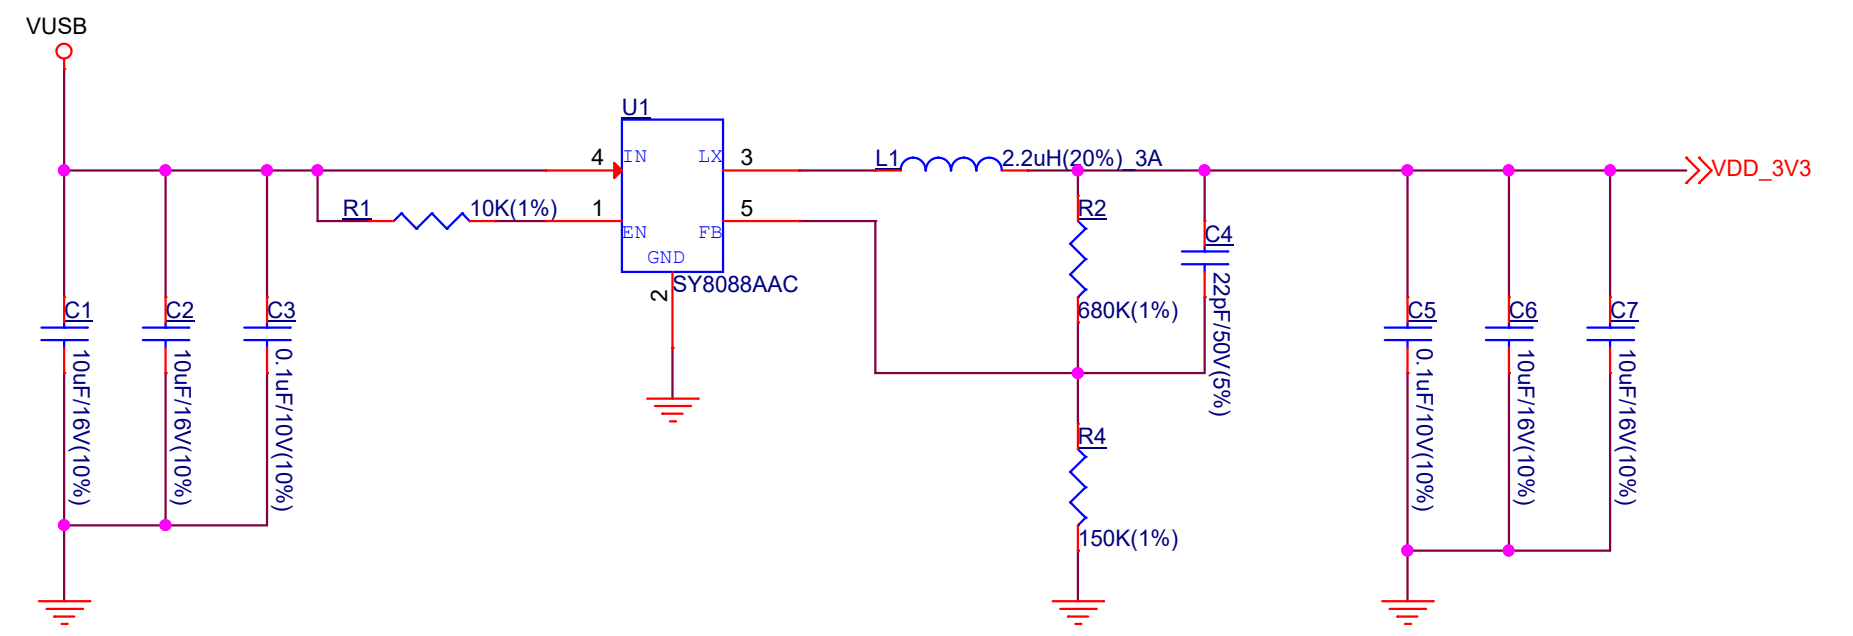 VUSB
U1
4
IN
LX
3
L1
2.2uH(20%)_3A
VDD_3V3
R1
10K(1%)
1
EN
FB
5
GND
2
SY8088AAC
R2
680K(1%)
C4
22pF/50V(5%)
C1
10uF/16V(10%)
C2
10uF/16V(10%)
C3
0.1uF/10V(10%)
R4
150K(1%)
C5
0.1uF/10V(10%)
C6
10uF/16V(10%)
C7
10uF/16V(10%)